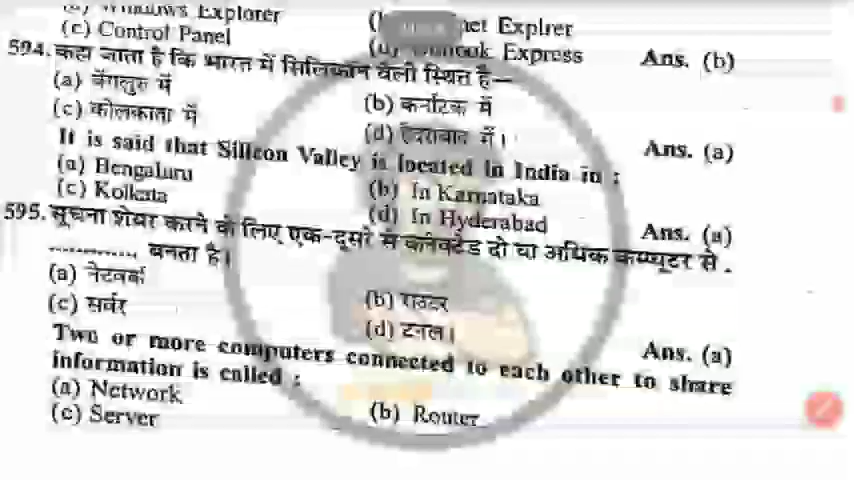 (a) Windows Explorer
(c) Control Panel
net Explrer
Express Ans. (b)
594. कहा जाता है कि भारत में सिलिकॉन वेली स्थित है—
(a) बेंगलुरु में
(b) कर्नाटक में
(c) कोलकाता में
(d) हैदराबाद में। Ans. (a)
It is said that Silicon Valley is located in India in :
(a) Bengaluru
(b) In Karnataka
(c) Kolkata
(d) In Hyderabad Ans. (a)
595. सूचना शेयर करने के लिए एक-दूसरे से कनेक्टेड दो या अधिक कम्प्यूटर से .
............. बनता है।
(a) नेटवर्क
(b) राउटर
(c) सर्वर
(d) टनल। Ans. (a)
Two or more computers connected to each other to share
information is called :
(a) Network
(b) Router
(c) Server